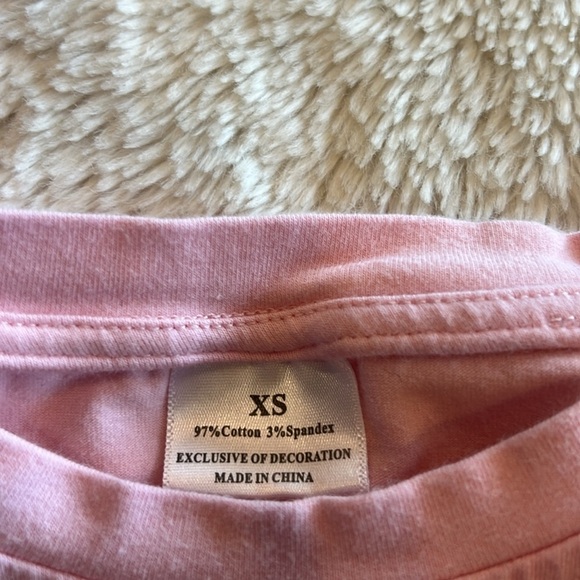 XS
97%Cotton 3%Spandex
EXCLUSIVE OF DECORATION
MADE IN CHINA